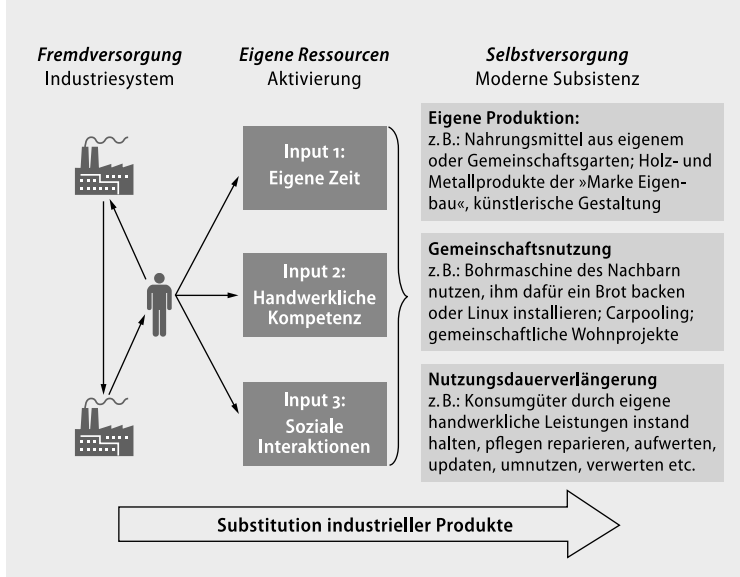 Fremdversorgung
Industriesystem
Eigene Ressourcen
Aktivierung
Selbstversorgung
Moderne Subsistenz
Input 1:
Eigene Zeit
Input 2:
Handwerkliche
Kompetenz
Input 3:
Soziale
Interaktionen
Eigene Produktion:
z.B.: Nahrungsmittel aus eigenem
oder Gemeinschaftsgarten; Holz- und
Metallprodukte der »Marke Eigen-
bau«, künstlerische Gestaltung
Gemeinschaftsnutzung
z.B.: Bohrmaschine des Nachbarn
nutzen, ihm dafür ein Brot backen
oder Linux installieren; Carpooling;
gemeinschaftliche Wohnprojekte
Nutzungsdauerverlängerung
z.B.: Konsumgüter durch eigene
handwerkliche Leistungen instand
halten, pflegen reparieren, aufwerten,
updaten, umnutzen, verwerten etc.
Substitution industrieller Produkte